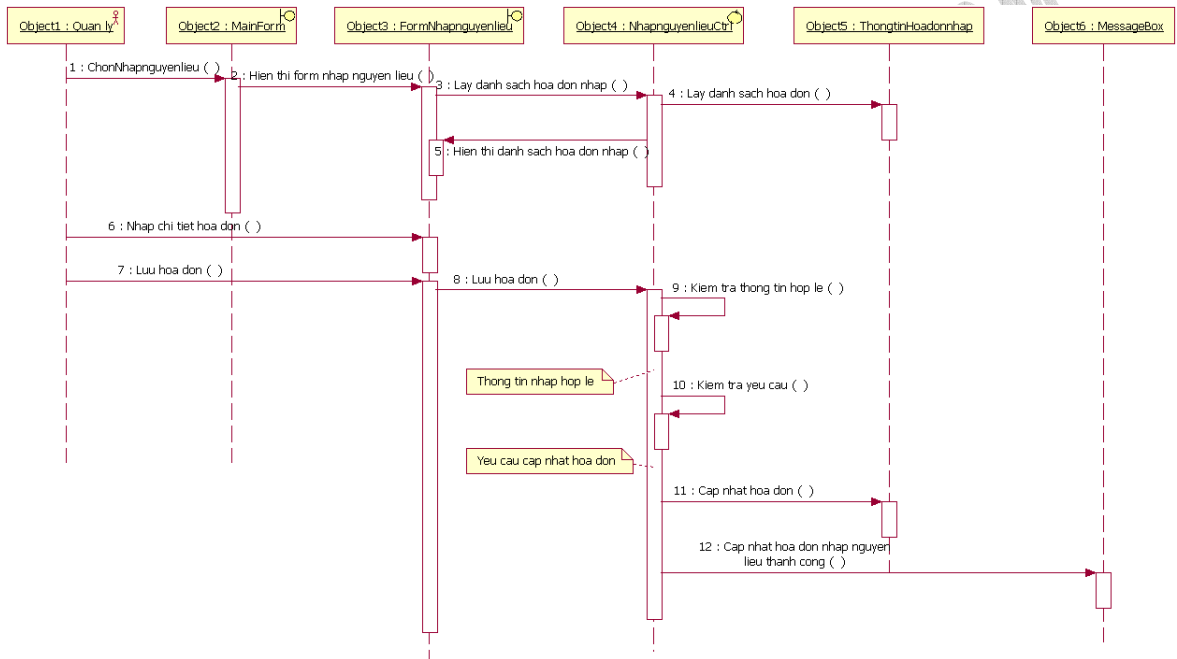 Object1 : Quan ly
Object2 : MainForm
Object3 : FormNhapnguyenlieu
Object4 : NhapnguyenlieuCtrl
Object5 : ThongtinHoadonnhap
Object6 : MessageBox
1 : ChonNhapnguyenlieu ( )
2 : Hien thi form nhap nguyen lieu ( )
3 : Lay danh sach hoa don nhap ( )
4 : Lay danh sach hoa don ( )
5 : Hien thi danh sach hoa don nhap ( )
6 : Nhap chi tiet hoa don ( )
7 : Luu hoa don ( )
8 : Luu hoa don ( )
9 : Kiem tra thong tin hop le ( )
Thong tin nhap hop le
10 : Kiem tra yeu cau ( )
Yeu cau cap nhat hoa don
11 : Cap nhat hoa don ( )
12 : Cap nhat hoa don nhap nguyen
lieu thanh cong ( )